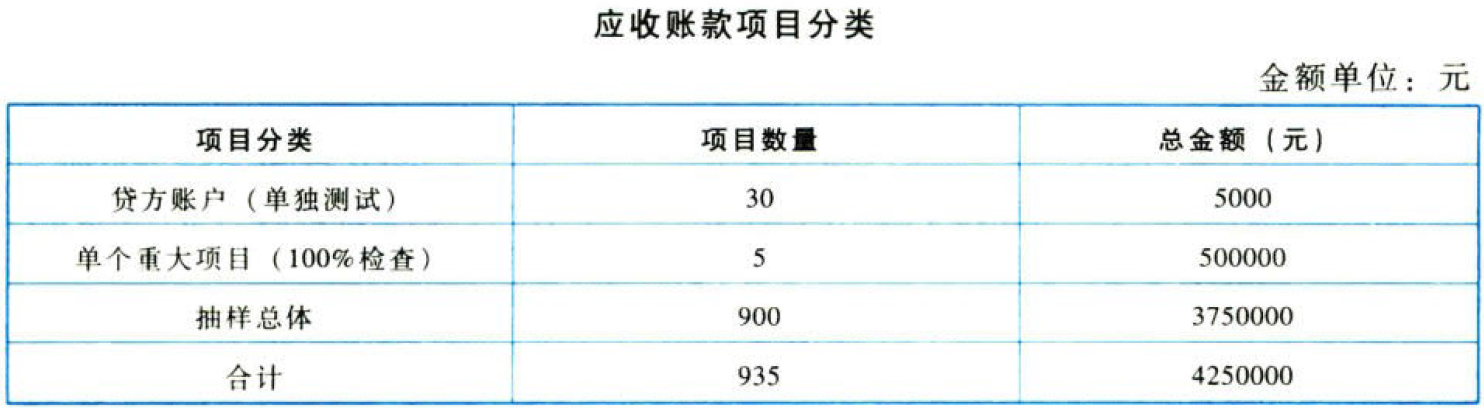 应收账款项目分类
金额单位：元
项目分类 项目数量 总金额（元）
贷方账户（单独测试） 30 5000
单个重大项目（100%检查） 5 500000
抽样总体 900 3750000
合计 935 4250000